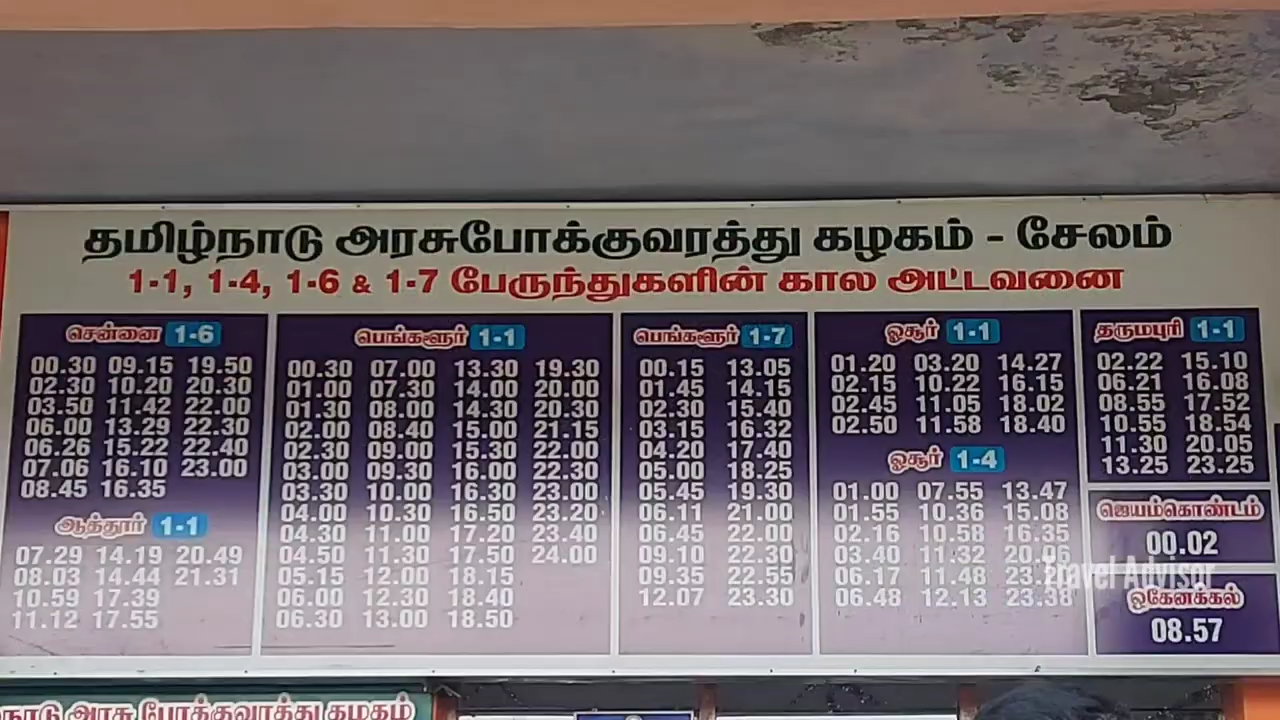 தமிழ்நாடு அரசுபோக்குவரத்து கழகம் - சேலம்
1-1, 1-4, 1-6 & 1-7 பேருந்துகளின் கால அட்டவனை
சென்னை 1-6
00.30 09.15 19.50
02.30 10.20 20.30
03.50 11.42 22.00
06.00 13.29 22.30
06.26 15.22 22.40
07.06 16.10 23.00
08.45 16.35
ஆத்தூர் 1-1
07.29 14.19 20.49
08.03 14.44 21.31
10.59 17.39
11.12 17.55
பெங்களூர் 1-1
00.30 07.00 13.30 19.30
01.00 07.30 14.00 20.00
01.30 08.00 14.30 20.30
02.00 08.40 15.00 21.15
02.30 09.00 15.30 22.00
03.00 09.30 16.00 22.30
03.30 10.00 16.30 23.00
04.00 10.30 16.50 23.20
04.30 11.00 17.20 23.40
04.50 11.30 17.50 24.00
05.15 12.00 18.15
06.00 12.30 18.40
06.30 13.00 18.50
பெங்களூர் 1-7
00.15 13.05
01.45 14.15
02.30 15.40
03.15 16.32
04.20 17.40
05.00 18.25
05.45 19.30
06.11 21.00
06.45 22.00
09.10 22.30
09.35 22.55
12.07 23.30
ஓசூர் 1-1
01.20 03.20 14.27
02.15 10.22 16.15
02.45 11.05 18.02
02.50 11.58 18.40
ஓசூர் 1-4
01.00 07.55 13.47
01.55 10.36 15.08
02.16 10.58 16.35
03.40 11.32
06.17 11.48
06.48 12.13 23.38
தருமபுரி 1-1
02.22 15.10
06.21 16.08
08.55 17.52
10.55 18.54
11.30 20.05
13.25 23.25
ஜெயம்கொண்டம்
00.02
ஒகேனக்கல்
08.57
Travel Advisor
அரசு போக்குவரத்து கழகம்